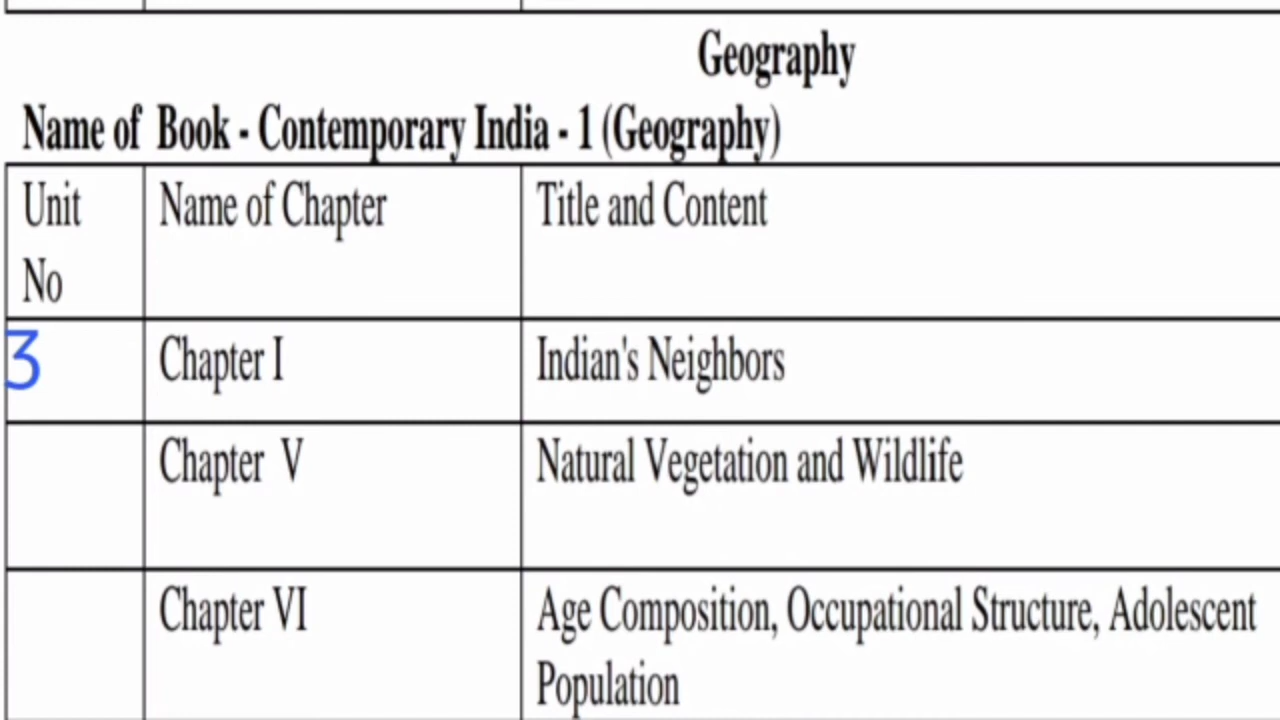 Geography
Name of Book - Contemporary India - 1 (Geography)
Unit No
Name of Chapter
Title and Content
3
Chapter I
Indian's Neighbors
Chapter V
Natural Vegetation and Wildlife
Chapter VI
Age Composition, Occupational Structure, Adolescent
Population